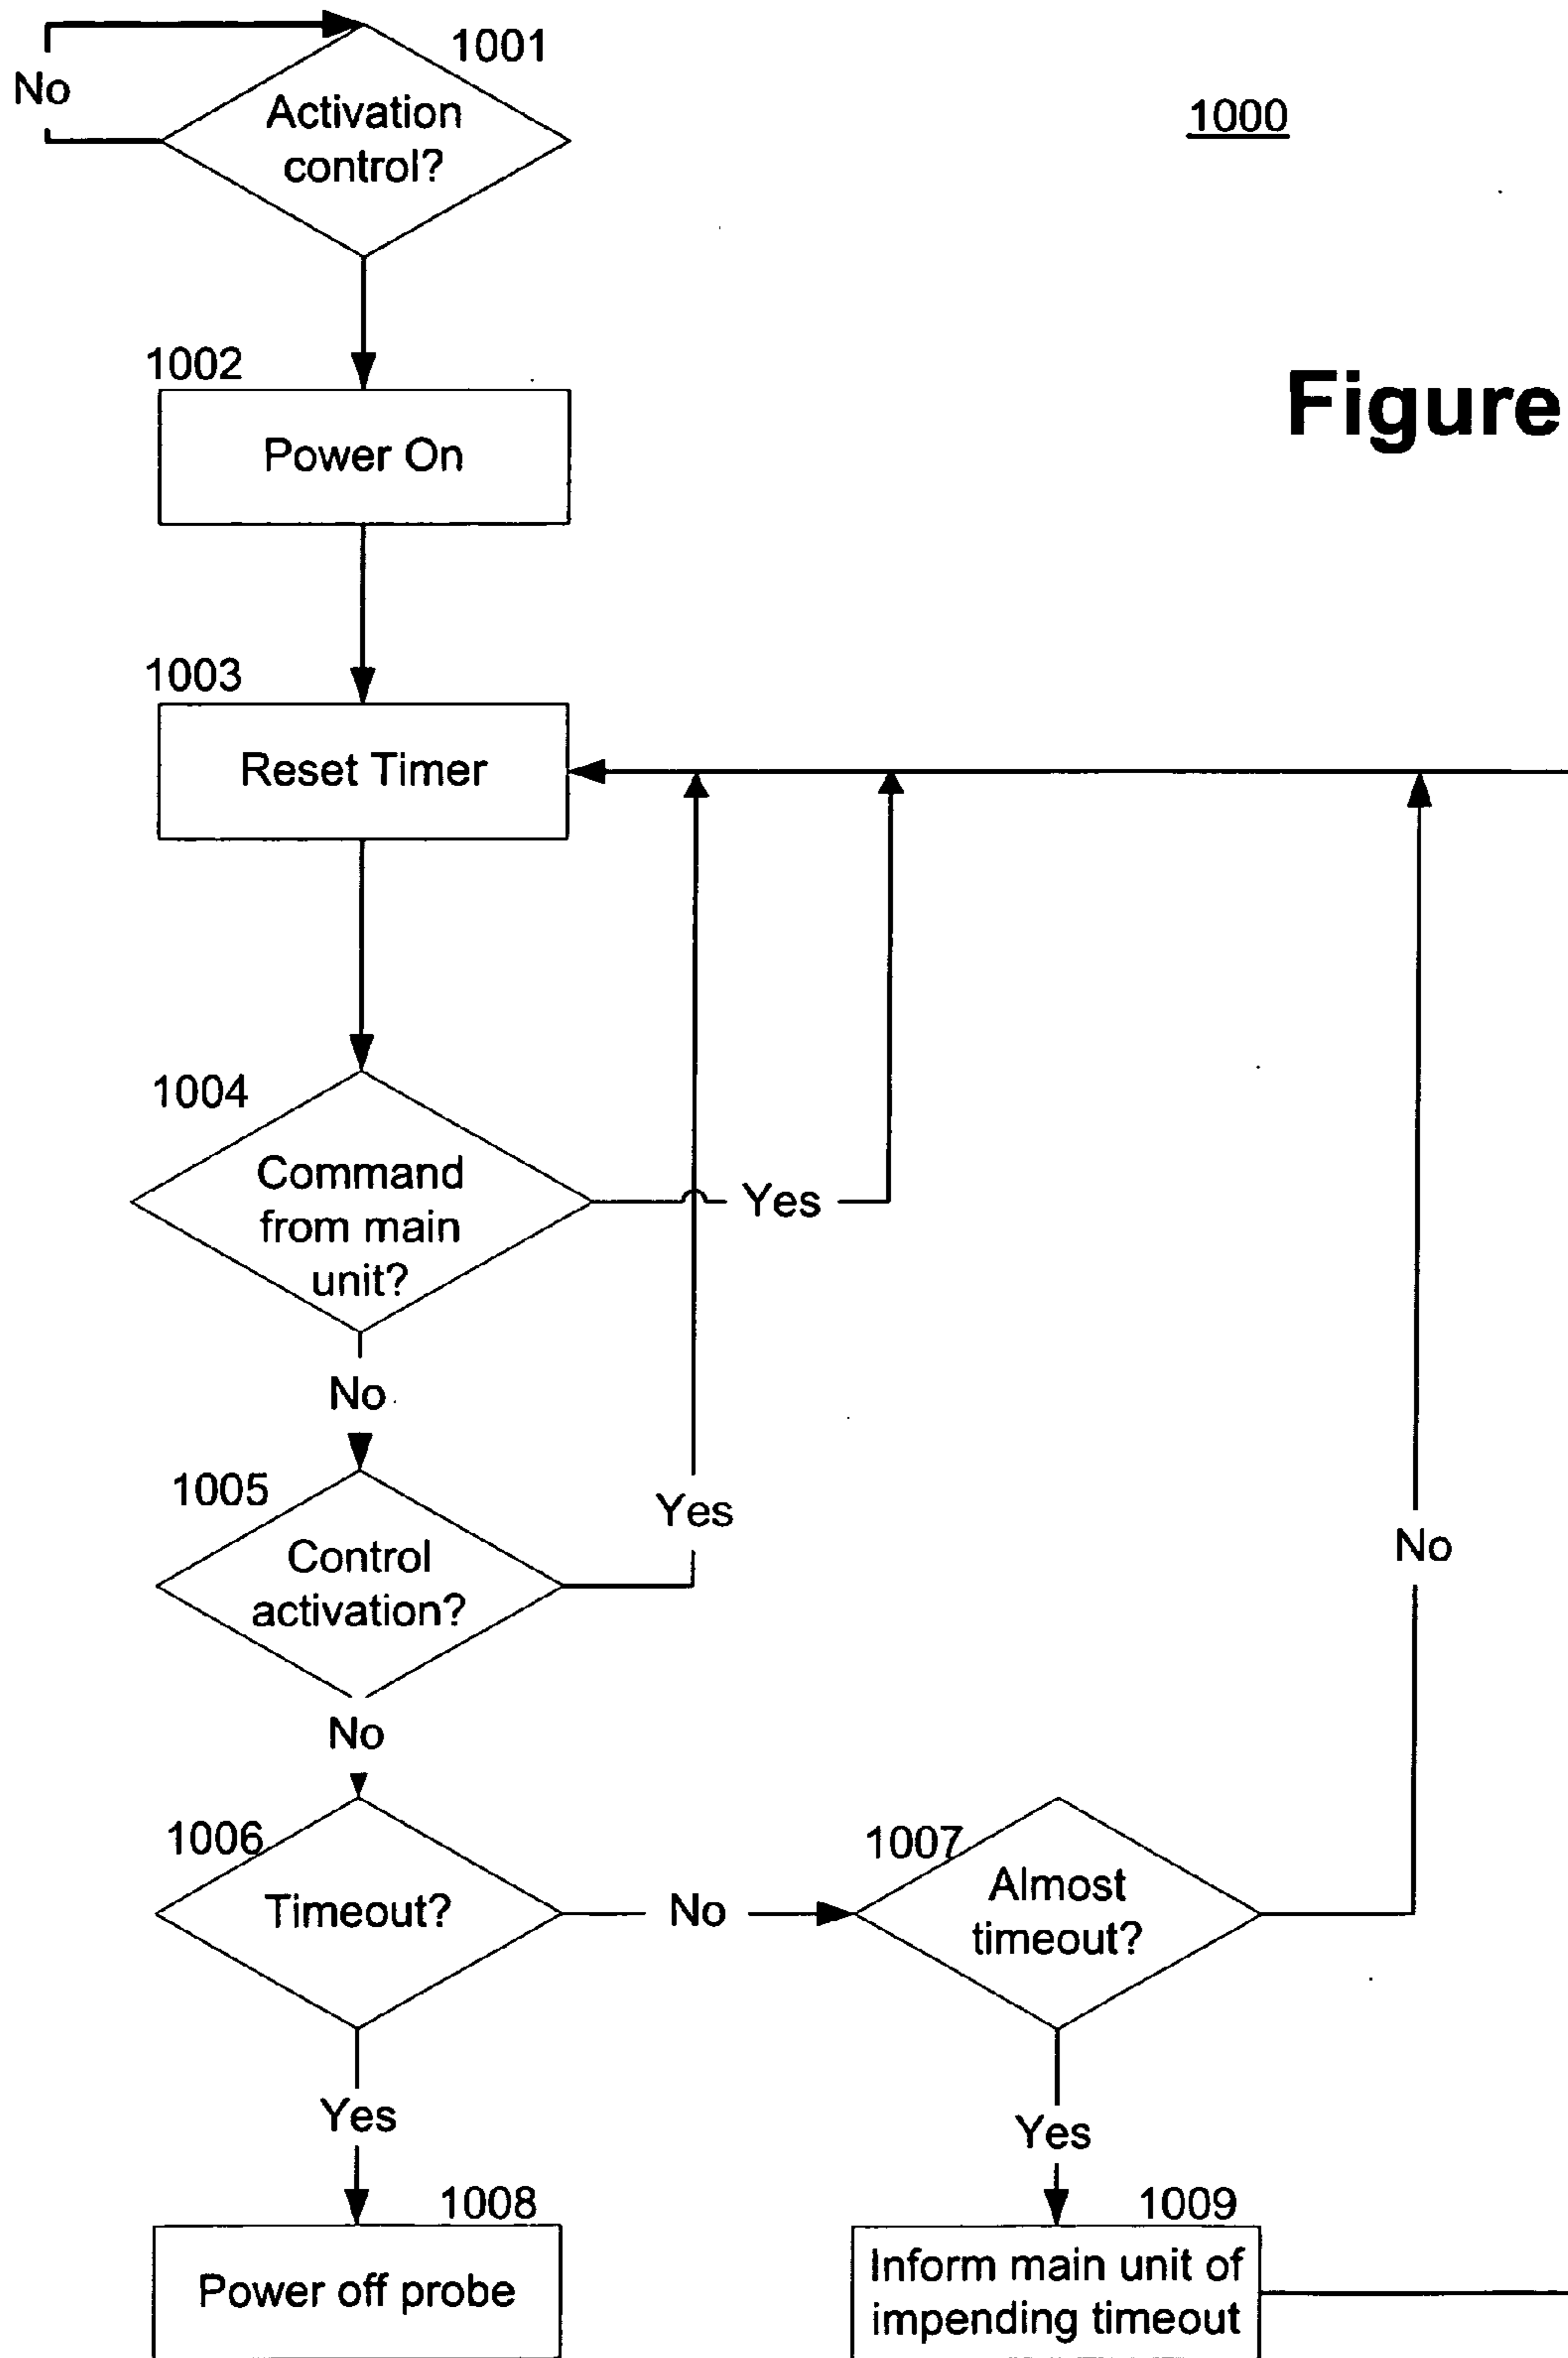 1001
No
Activation
control?
1000
1002
Power On
Figure
1003
Reset Timer
1004
Command
from main
unit?
Yes
No
1005
Control
activation?
Yes
No
No
1006
Timeout?
No
1007
Almost
timeout?
Yes
Yes
1008
Power off probe
1009
Inform main unit of
impending timeout